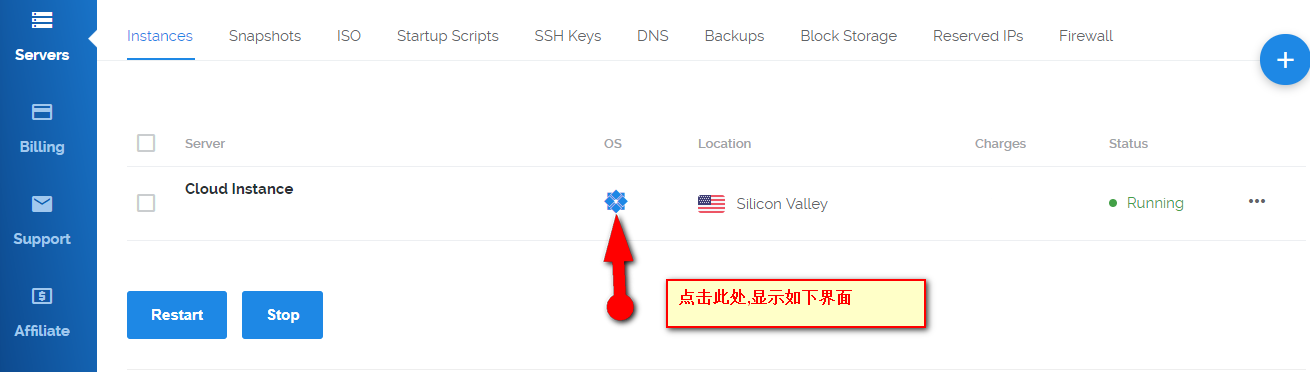 Servers
Billing
Support
Affiliate
Instances Snapshots ISO Startup Scripts SSH Keys DNS Backups Block Storage Reserved IPs Firewall
+
Server OS Location Charges Status
Cloud Instance Silicon Valley Running
点击此处,显示如下界面
Restart Stop